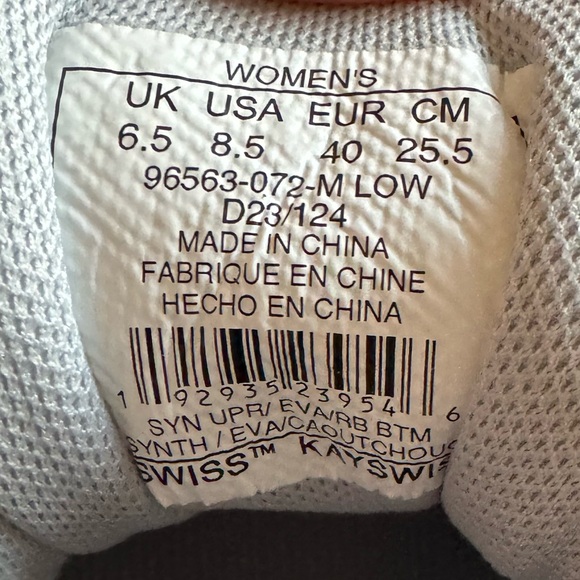 WOMEN'S
UK USA EUR CM
6.5 8.5 40 25.5
96563-072-M LOW
D23/124
MADE IN CHINA
FABRIQUE EN CHINE
HECHO EN CHINA
1 92935 23954 6
SYN UPR/ EVA/RB BTM
SYNTH / EVA/CAOUTCHOUC
SWISS™ KAYSWIS